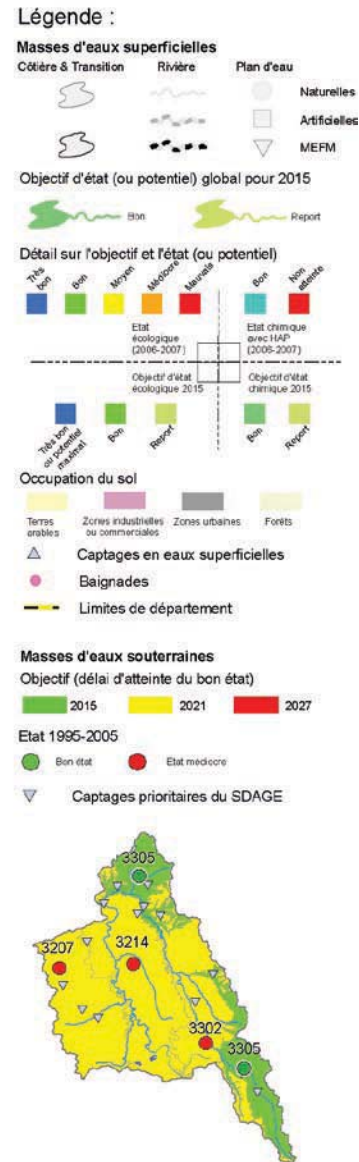 Légende :
Masses d'eaux superficielles
Côtière & Transition Rivière Plan d'eau
Naturelles
Artificielles
MEFM
Objectif d'état (ou potentiel) global pour 2015
Bon Report
Détail sur l'objectif et l'état (ou potentiel)
Très bon Bon Moyen Médiocre Mauvais Bon Non atteinte
Etat écologique (2006-2007) Etat chimique avec HAP (2006-2007)
Objectif d'état écologique 2015 Objectif d'état chimique 2015
Très bon ou potentiel maximal Bon Report Bon Report
Occupation du sol
Terres arables Zones industrielles ou commerciales Zones urbaines Forêts
Captages en eaux superficielles
Baignades
Limites de département
Masses d'eaux souterraines
Objectif (délai d'atteinte du bon état)
2015 2021 2027
Etat 1995-2005
Bon état Etat médiocre
Captages prioritaires du SDAGE
3305
3207 3214
3302
3305